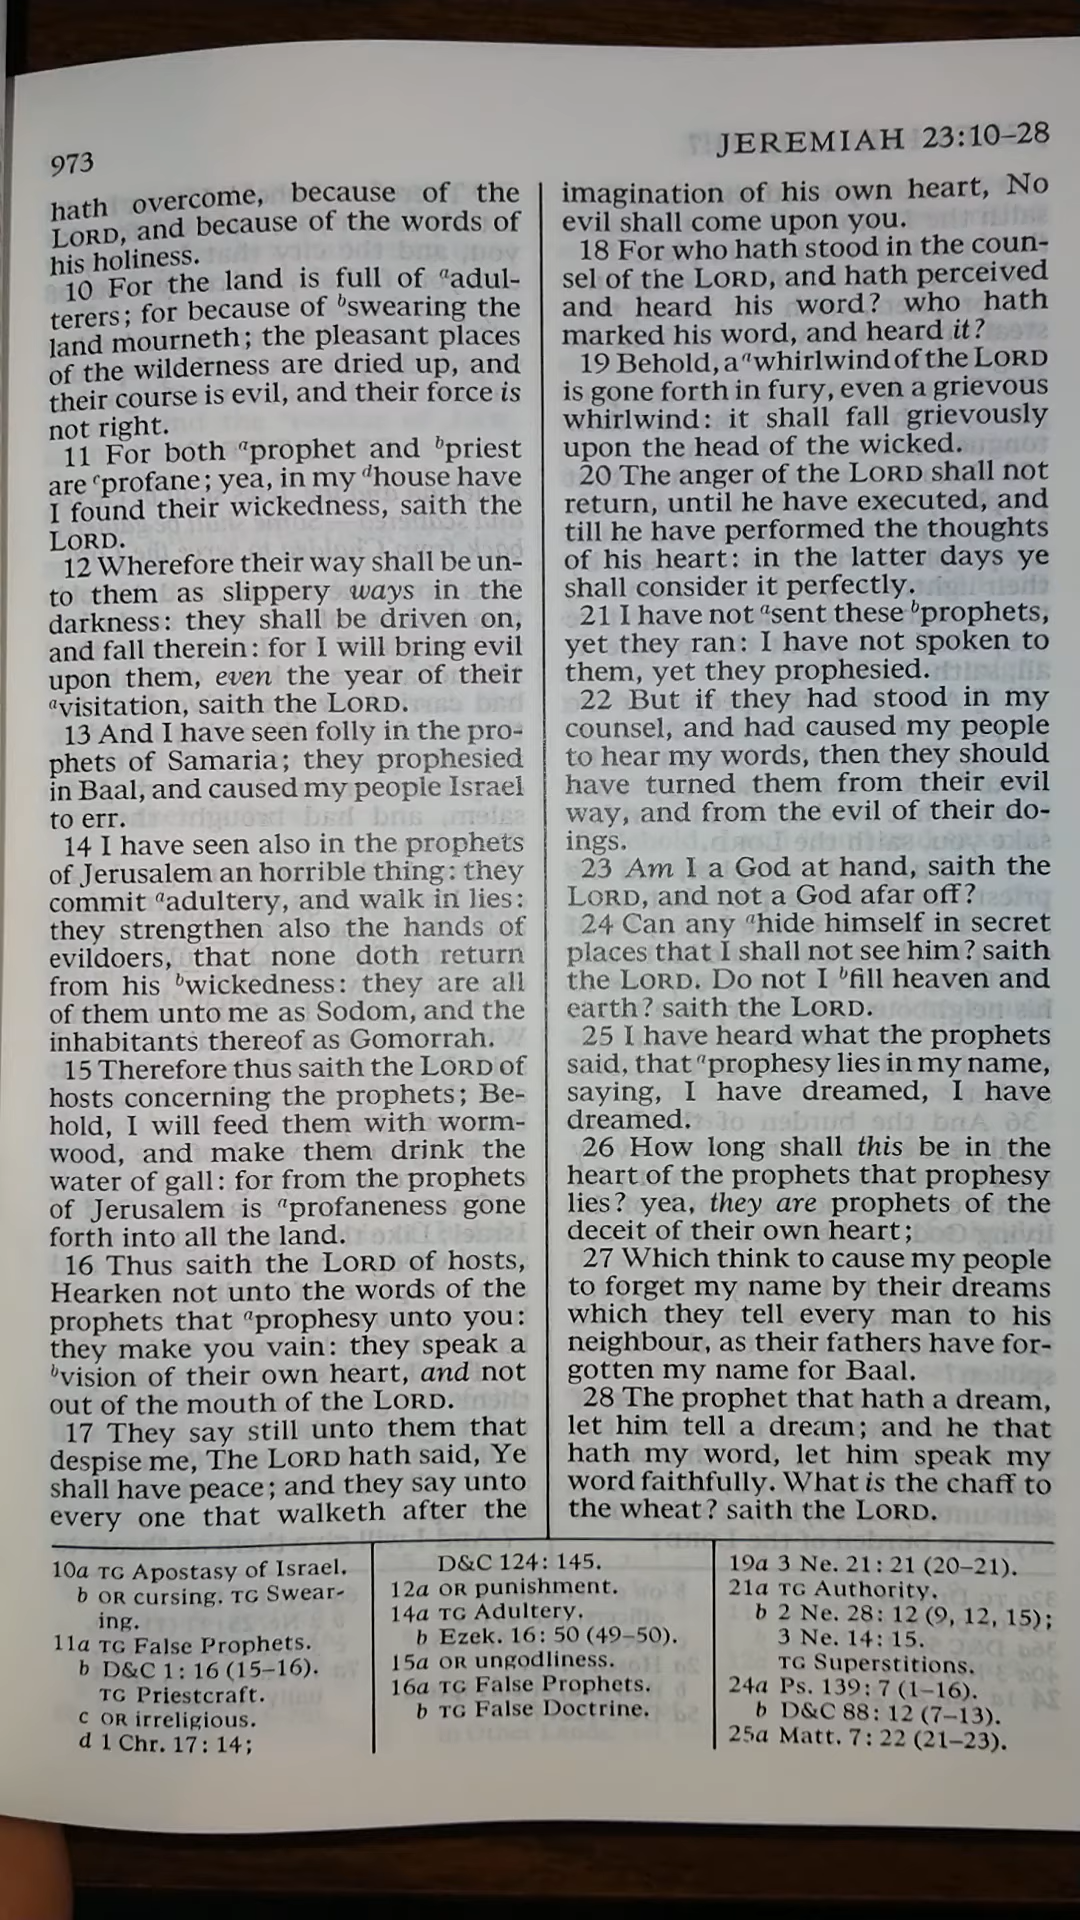 973
JEREMIAH 23:10–28
hath overcome, because of the
LORD, and because of the words of
his holiness.
10 For the land is full of ᵃadul-
terers; for because of ᵇswearing the
land mourneth; the pleasant places
of the wilderness are dried up, and
their course is evil, and their force is
not right.
11 For both ᵃprophet and ᵇpriest
are ᶜprofane; yea, in my ᵈhouse have
I found their wickedness, saith the
LORD.
12 Wherefore their way shall be un-
to them as slippery ways in the
darkness: they shall be driven on,
and fall therein: for I will bring evil
upon them, even the year of their
ᵃvisitation, saith the LORD.
13 And I have seen folly in the pro-
phets of Samaria; they prophesied
in Baal, and caused my people Israel
to err.
14 I have seen also in the prophets
of Jerusalem an horrible thing: they
commit ᵃadultery, and walk in lies:
they strengthen also the hands of
evildoers, that none doth return
from his ᵇwickedness: they are all
of them unto me as Sodom, and the
inhabitants thereof as Gomorrah.
15 Therefore thus saith the LORD of
hosts concerning the prophets; Be-
hold, I will feed them with worm-
wood, and make them drink the
water of gall: for from the prophets
of Jerusalem is ᵃprofaneness gone
forth into all the land.
16 Thus saith the LORD of hosts,
Hearken not unto the words of the
prophets that ᵃprophesy unto you:
they make you vain: they speak a
ᵇvision of their own heart, and not
out of the mouth of the LORD.
17 They say still unto them that
despise me, The LORD hath said, Ye
shall have peace; and they say unto
every one that walketh after the
imagination of his own heart, No
evil shall come upon you.
18 For who hath stood in the coun-
sel of the LORD, and hath perceived
and heard his word? who hath
marked his word, and heard it?
19 Behold, a ᵃwhirlwind of the LORD
is gone forth in fury, even a grievous
whirlwind: it shall fall grievously
upon the head of the wicked.
20 The anger of the LORD shall not
return, until he have executed, and
till he have performed the thoughts
of his heart: in the latter days ye
shall consider it perfectly.
21 I have not ᵃsent these ᵇprophets,
yet they ran: I have not spoken to
them, yet they prophesied.
22 But if they had stood in my
counsel, and had caused my people
to hear my words, then they should
have turned them from their evil
way, and from the evil of their do-
ings.
23 Am I a God at hand, saith the
LORD, and not a God afar off?
24 Can any ᵃhide himself in secret
places that I shall not see him? saith
the LORD. Do not I ᵇfill heaven and
earth? saith the LORD.
25 I have heard what the prophets
said, that ᵃprophesy lies in my name,
saying, I have dreamed, I have
dreamed.
26 How long shall this be in the
heart of the prophets that prophesy
lies? yea, they are prophets of the
deceit of their own heart;
27 Which think to cause my people
to forget my name by their dreams
which they tell every man to his
neighbour, as their fathers have for-
gotten my name for Baal.
28 The prophet that hath a dream,
let him tell a dream; and he that
hath my word, let him speak my
word faithfully. What is the chaff to
the wheat? saith the LORD.
10a TG Apostasy of Israel.
b OR cursing. TG Swear-
ing.
11a TG False Prophets.
b D&C 1: 16 (15–16).
TG Priestcraft.
c OR irreligious.
d 1 Chr. 17: 14;
D&C 124: 145.
12a OR punishment.
14a TG Adultery.
b Ezek. 16: 50 (49–50).
15a OR ungodliness.
16a TG False Prophets.
b TG False Doctrine.
19a 3 Ne. 21: 21 (20–21).
21a TG Authority.
b 2 Ne. 28: 12 (9, 12, 15);
3 Ne. 14: 15.
TG Superstitions.
24a Ps. 139: 7 (1–16).
b D&C 88: 12 (7–13).
25a Matt. 7: 22 (21–23).